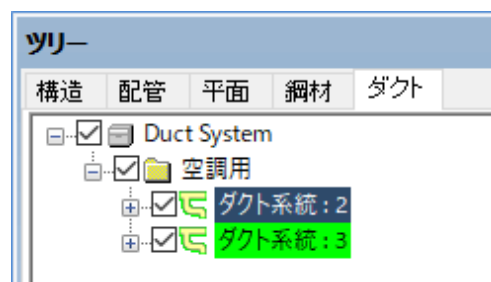 ツリー
構造 配管 平面 鋼材 ダクト
Duct System
空調用
ダクト系統 : 2
ダクト系統 : 3